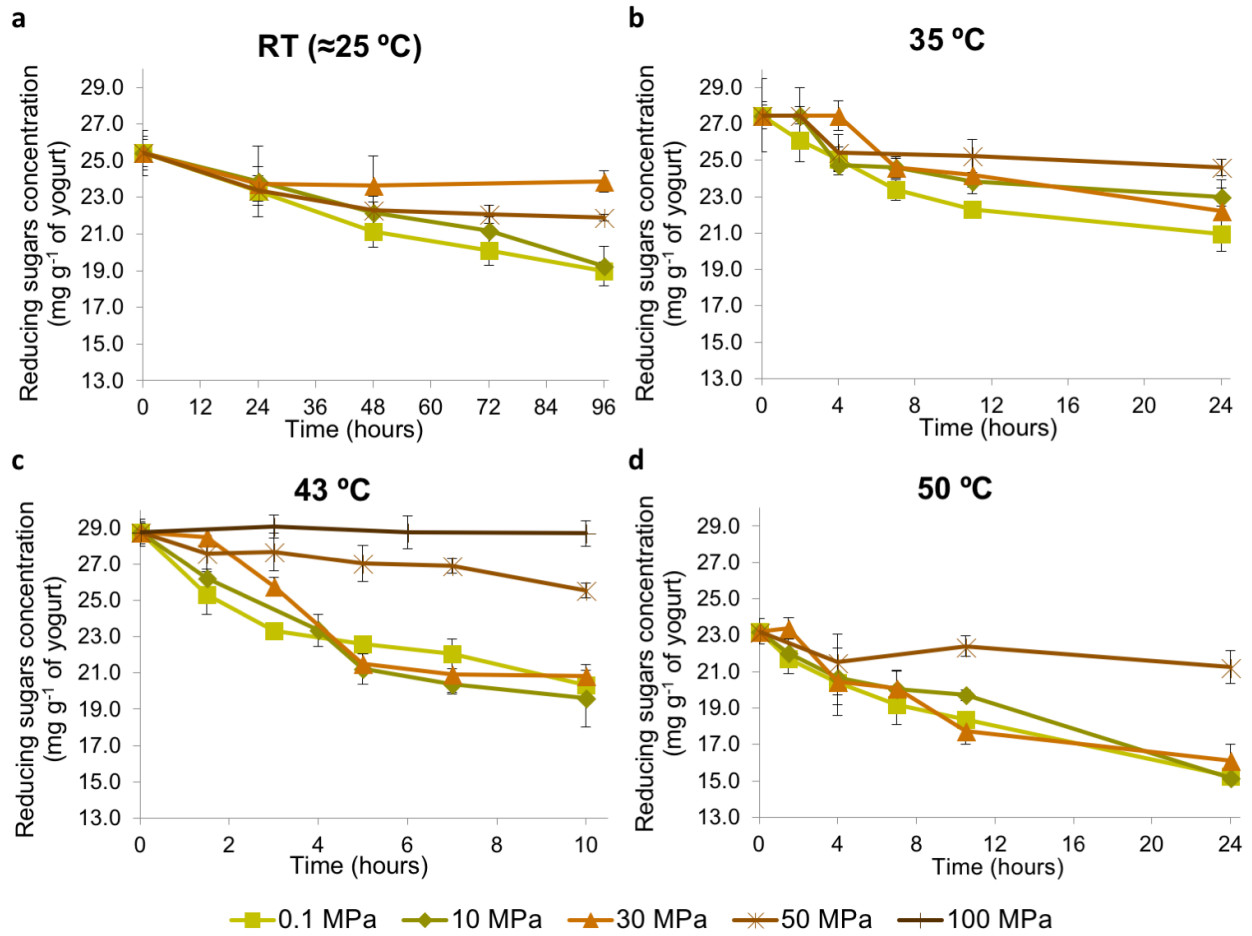 a
RT (≈25 ºC)
Reducing sugars concentration
(mg g⁻¹ of yogurt)
29.0
27.0
25.0
23.0
21.0
19.0
17.0
15.0
13.0
0 12 24 36 48 60 72 84 96
Time (hours)
b
35 ºC
Reducing sugars concentration
(mg g⁻¹ of yogurt)
29.0
27.0
25.0
23.0
21.0
19.0
17.0
15.0
13.0
0 4 8 12 16 20 24
Time (hours)
c
43 ºC
Reducing sugars concentration
(mg g⁻¹ of yogurt)
29.0
27.0
25.0
23.0
21.0
19.0
17.0
15.0
13.0
0 2 4 6 8 10
Time (hours)
d
50 ºC
Reducing sugars concentration
(mg g⁻¹ of yogurt)
29.0
27.0
25.0
23.0
21.0
19.0
17.0
15.0
13.0
0 4 8 12 16 20 24
Time (hours)
0.1 MPa 10 MPa 30 MPa 50 MPa 100 MPa